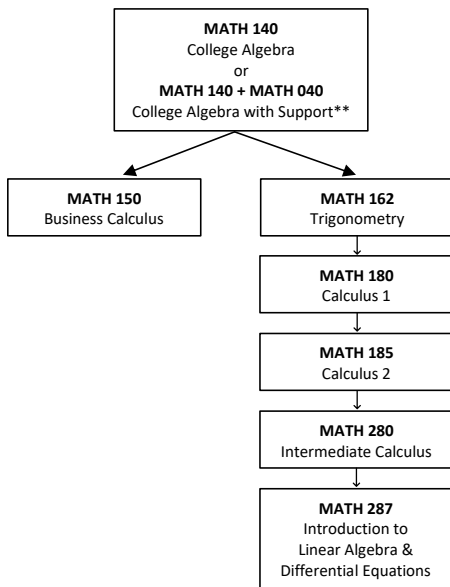 MATH 140
College Algebra
or
MATH 140 + MATH 040
College Algebra with Support**
MATH 150
Business Calculus
MATH 162
Trigonometry
MATH 180
Calculus 1
MATH 185
Calculus 2
MATH 280
Intermediate Calculus
MATH 287
Introduction to
Linear Algebra &
Differential Equations